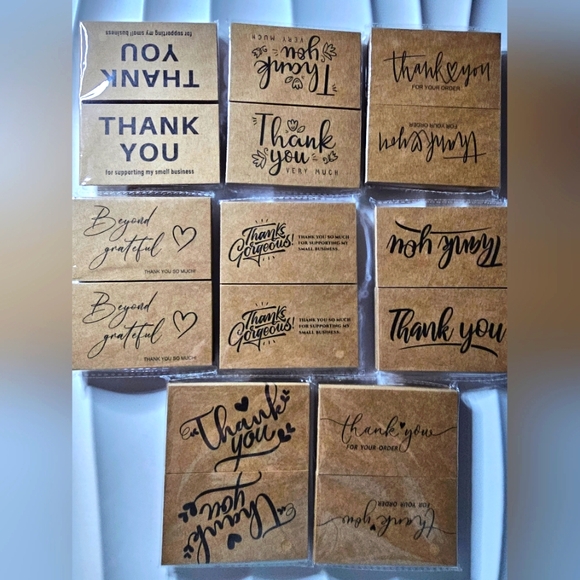 for supporting my small business
THANK
YOU
THANK
YOU
for supporting my small business
Thank
you
VERY MUCH
Thank
you
VERY MUCH
thank you
FOR YOUR ORDER
thank you
FOR YOUR ORDER
Beyond
grateful
THANK YOU SO MUCH!
Beyond
grateful
THANK YOU SO MUCH!
Thanks
Gorgeous!
THANK YOU SO MUCH
FOR SUPPORTING MY
SMALL BUSINESS.
Thanks
Gorgeous!
THANK YOU SO MUCH
FOR SUPPORTING MY
SMALL BUSINESS.
Thank you
Thank you
Thank
you
Thank
you
thank you
FOR YOUR ORDER!
thank you
FOR YOUR ORDER